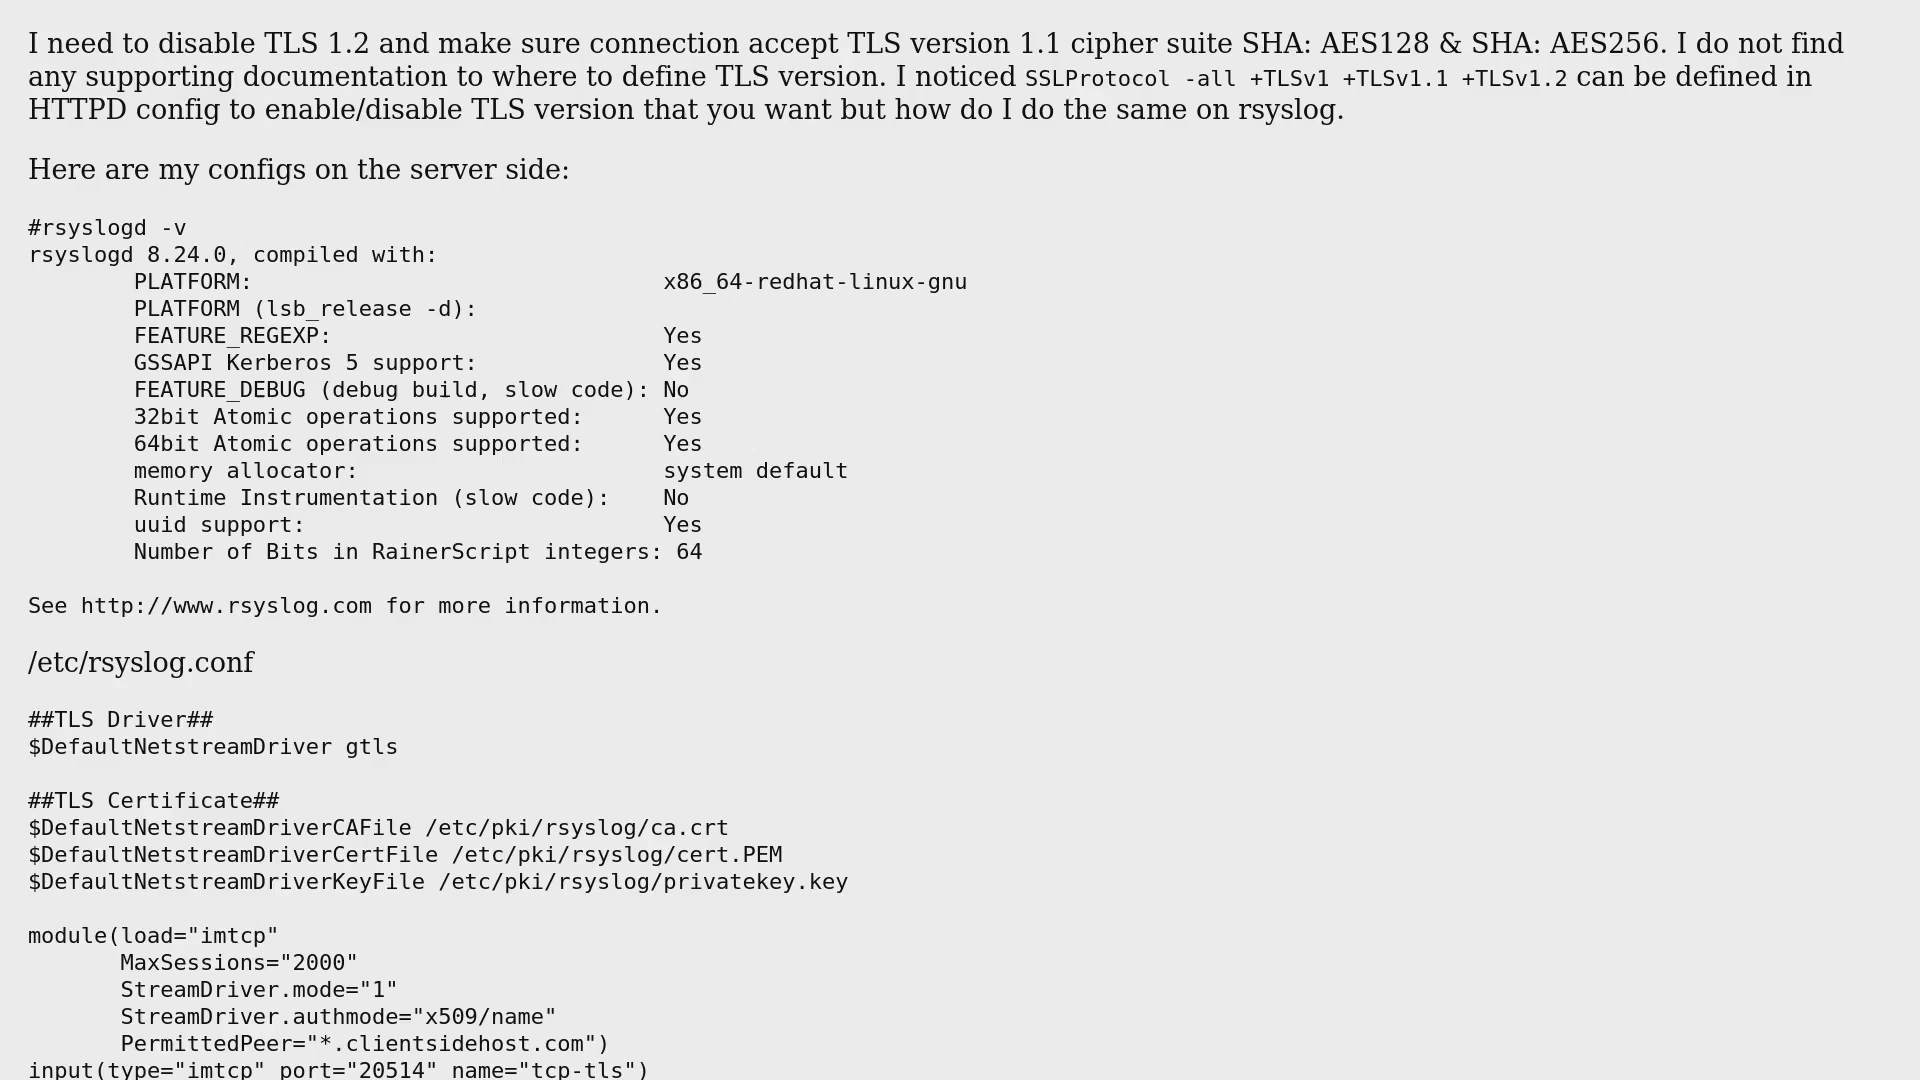 I need to disable TLS 1.2 and make sure connection accept TLS version 1.1 cipher suite SHA: AES128 & SHA: AES256. I do not find
any supporting documentation to where to define TLS version. I noticed SSLProtocol -all +TLSv1 +TLSv1.1 +TLSv1.2 can be defined in
HTTPD config to enable/disable TLS version that you want but how do I do the same on rsyslog.
Here are my configs on the server side:
#rsyslogd -v
rsyslogd 8.24.0, compiled with:
PLATFORM: x86_64-redhat-linux-gnu
PLATFORM (lsb_release -d):
FEATURE_REGEXP: Yes
GSSAPI Kerberos 5 support: Yes
FEATURE_DEBUG (debug build, slow code): No
32bit Atomic operations supported: Yes
64bit Atomic operations supported: Yes
memory allocator: system default
Runtime Instrumentation (slow code): No
uuid support: Yes
Number of Bits in RainerScript integers: 64
See http://www.rsyslog.com for more information.
/etc/rsyslog.conf
##TLS Driver##
$DefaultNetstreamDriver gtls
##TLS Certificate##
$DefaultNetstreamDriverCAFile /etc/pki/rsyslog/ca.crt
$DefaultNetstreamDriverCertFile /etc/pki/rsyslog/cert.PEM
$DefaultNetstreamDriverKeyFile /etc/pki/rsyslog/privatekey.key
module(load="imtcp"
MaxSessions="2000"
StreamDriver.mode="1"
StreamDriver.authmode="x509/name"
PermittedPeer="*.clientsidehost.com")
input(type="imtcp" port="20514" name="tcp-tls")